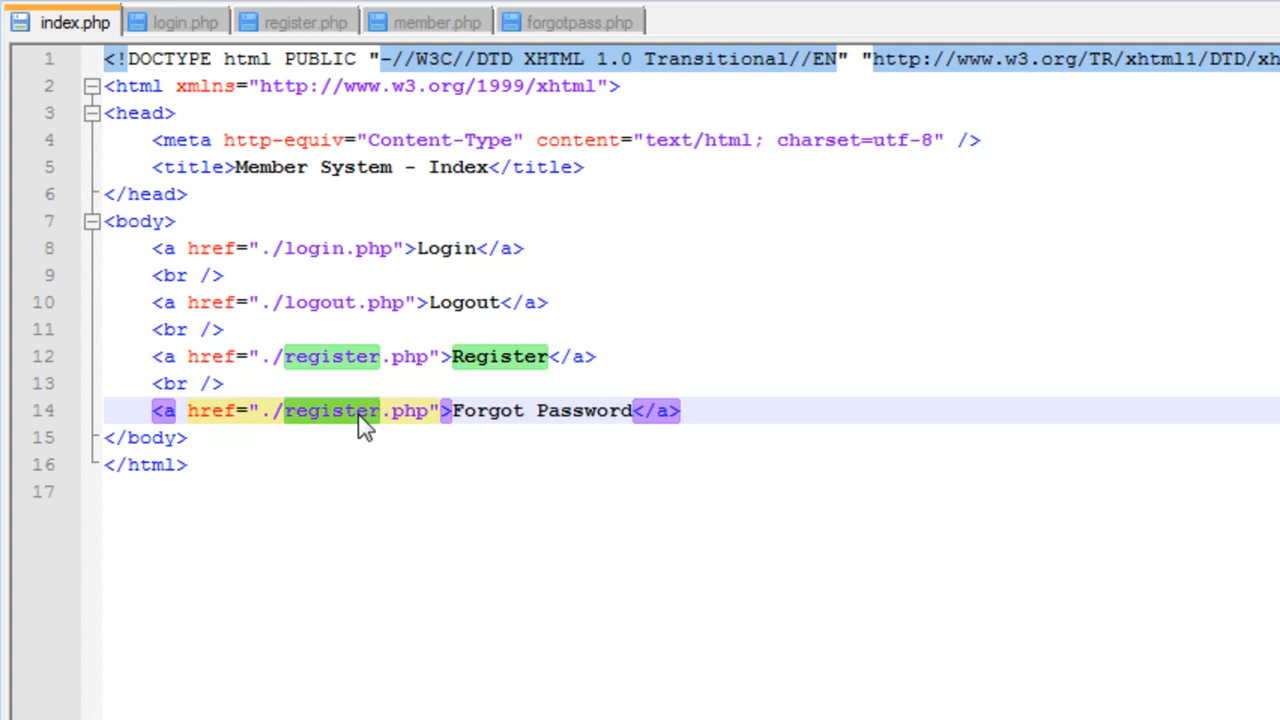 index.php login.php register.php member.php forgotpass.php
1 <!DOCTYPE html PUBLIC "-//W3C//DTD XHTML 1.0 Transitional//EN" "http://www.w3.org/TR/xhtml1/DTD/xh
2 <html xmlns="http://www.w3.org/1999/xhtml">
3 <head>
4 <meta http-equiv="Content-Type" content="text/html; charset=utf-8" />
5 <title>Member System - Index</title>
6 </head>
7 <body>
8 <a href="./login.php">Login</a>
9 <br />
10 <a href="./logout.php">Logout</a>
11 <br />
12 <a href="./register.php">Register</a>
13 <br />
14 <a href="./register.php">Forgot Password</a>
15 </body>
16 </html>
17